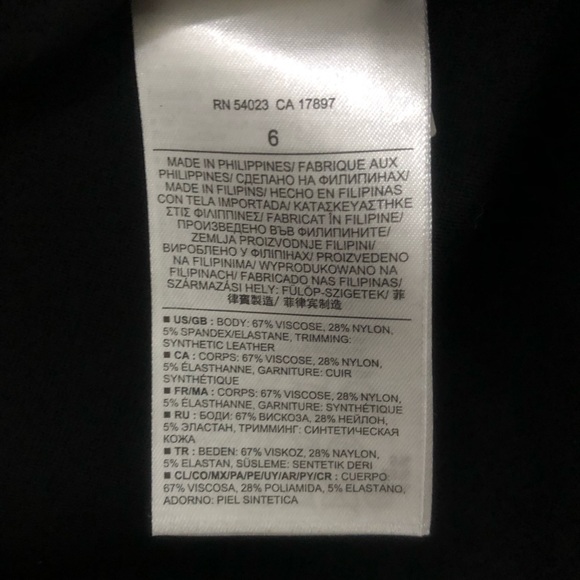 RN 54023 CA 17897
6
MADE IN PHILIPPINES/ FABRIQUE AUX
PHILIPPINES/ СДЕЛАНО НА ФИЛИПИНАХ/
MADE IN FILIPINS/ HECHO EN FILIPINAS
CON TELA IMPORTADA/ ΚΑΤΑΣΚΕΥΑΣΤΗΚΕ
ΣΤΙΣ ΦΙΛΙΠΠΙΝΕΣ/ FABRICAT ÎN FILIPINE/
ПРОИЗВЕДЕНО ВЪВ ФИЛИПИНИТЕ/
ZEMLJA PROIZVODNJE FILIPINI/
ВИРОБЛЕНО У ФІЛІПІНАХ/ PROIZVEDENO
NA FILIPINIMA/ WYPRODUKOWANO NA
FILIPINACH/ FABRICADO NAS FILIPINAS/
SZÁRMAZÁSI HELY: FÜLÖP-SZIGETEK/ 菲
律賓製造/ 菲律宾制造
■ US/GB : BODY: 67% VISCOSE, 28% NYLON,
5% SPANDEX/ELASTANE, TRIMMING:
SYNTHETIC LEATHER
■ CA : CORPS: 67% VISCOSE, 28% NYLON,
5% ÉLASTHANNE, GARNITURE: CUIR
SYNTHÉTIQUE
■ FR/MA : CORPS: 67% VISCOSE, 28% NYLON,
5% ÉLASTHANNE, GARNITURE: SYNTHÉTIQUE
■ RU : БОДИ: 67% ВИСКОЗА, 28% НЕЙЛОН,
5% ЭЛАСТАН, ТРИММИНГ: СИНТЕТИЧЕСКАЯ
КОЖА
■ TR : BEDEN: 67% VİSKOZ, 28% NAYLON,
5% ELASTAN, SÜSLEME: SENTETİK DERİ
■ CL/CO/MX/PA/PE/UY/AR/PY/CR : CUERPO:
67% VISCOSA, 28% POLIAMIDA, 5% ELASTANO,
ADORNO: PIEL SINTETICA